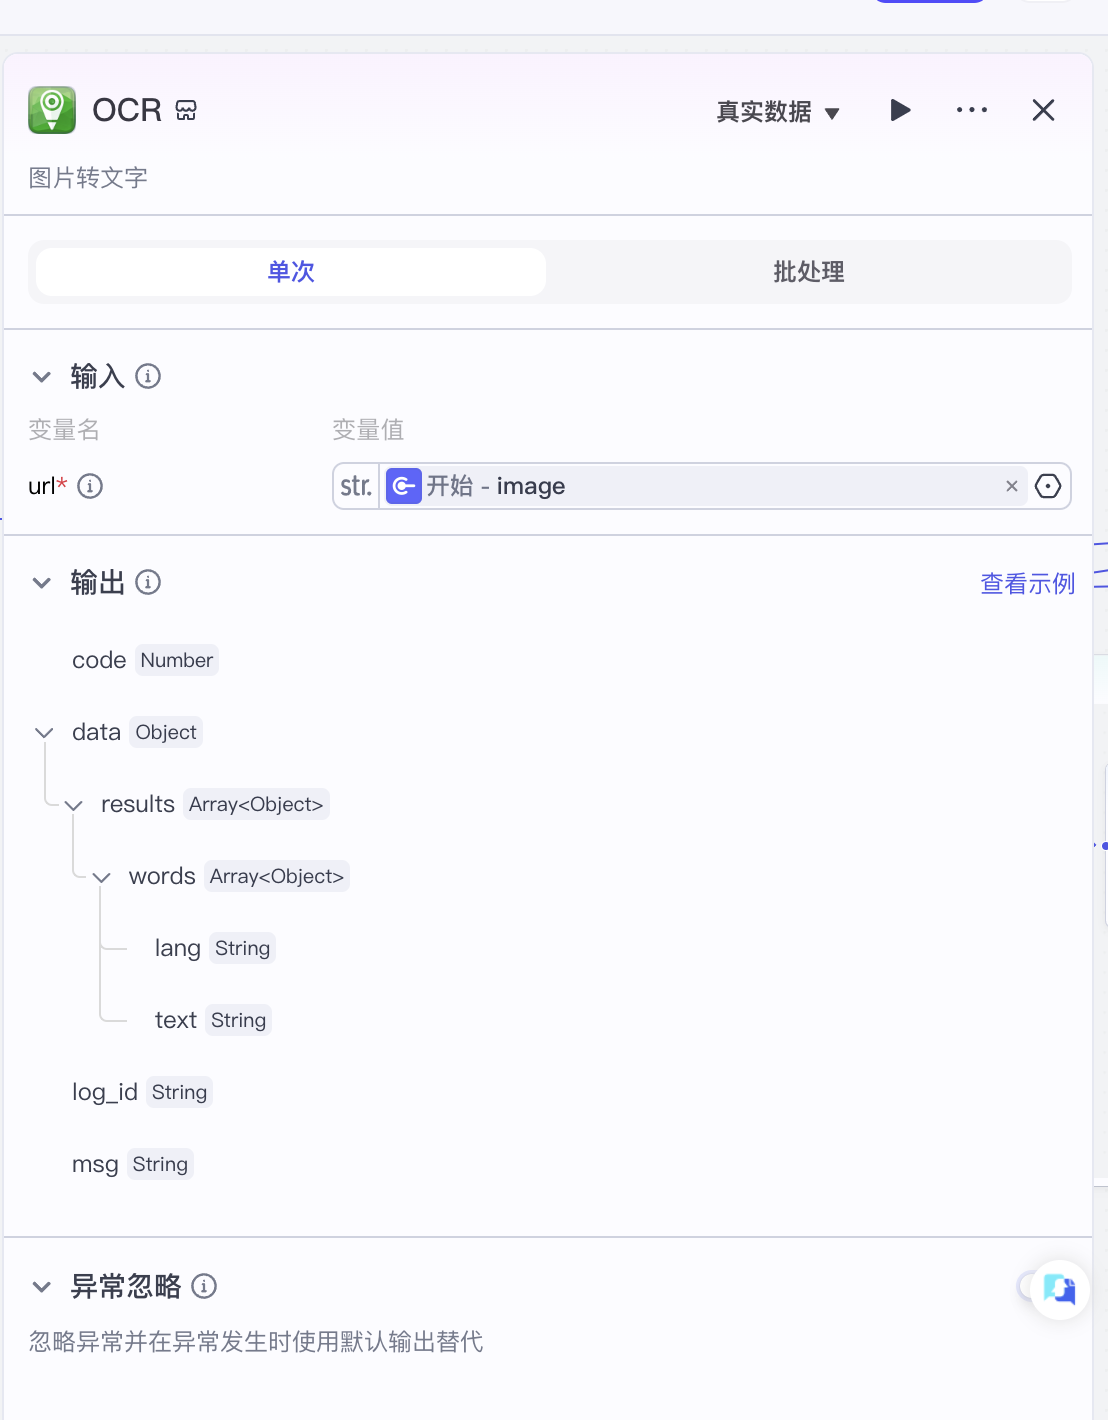 OCR
真实数据
图片转文字
单次
批处理
输入
变量名
变量值
url*
str.
开始 - image
输出
查看示例
code Number
data Object
results Array<Object>
words Array<Object>
lang String
text String
log_id String
msg String
异常忽略
忽略异常并在异常发生时使用默认输出替代